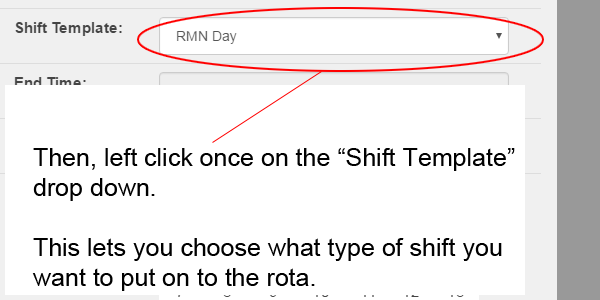 Shift Template:
RMN Day
End Time:
Then, left click once on the “Shift Template”
drop down.
This lets you choose what type of shift you
want to put on to the rota.